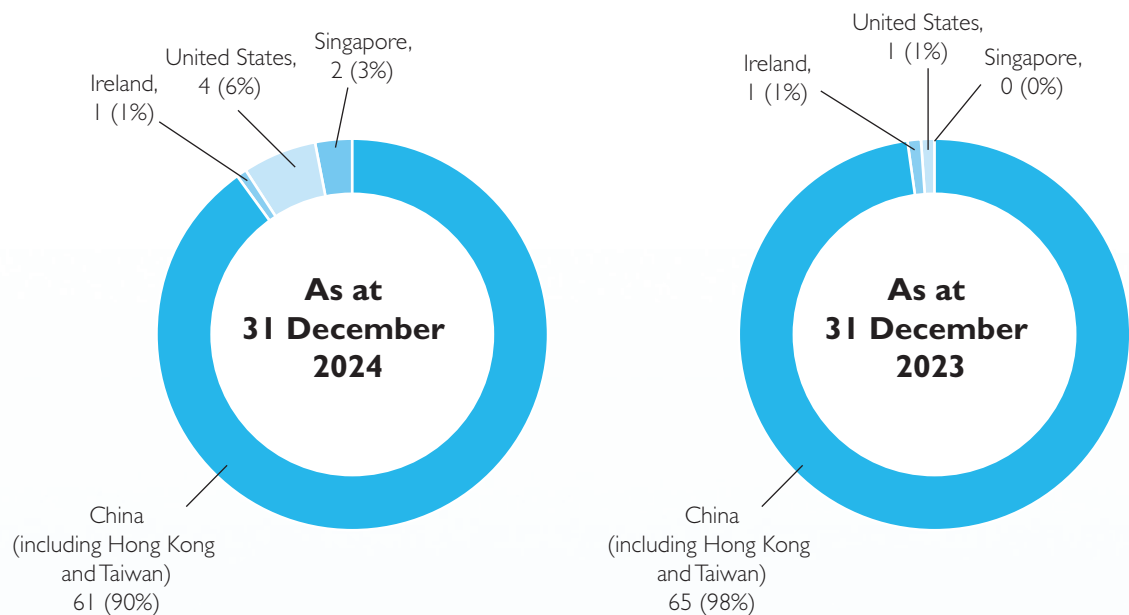 Ireland,
1 (1%)
United States,
4 (6%)
Singapore,
2 (3%)
As at
31 December
2024
China
(including Hong Kong
and Taiwan)
61 (90%)
Ireland,
1 (1%)
United States,
1 (1%)
Singapore,
0 (0%)
As at
31 December
2023
China
(including Hong Kong
and Taiwan)
65 (98%)